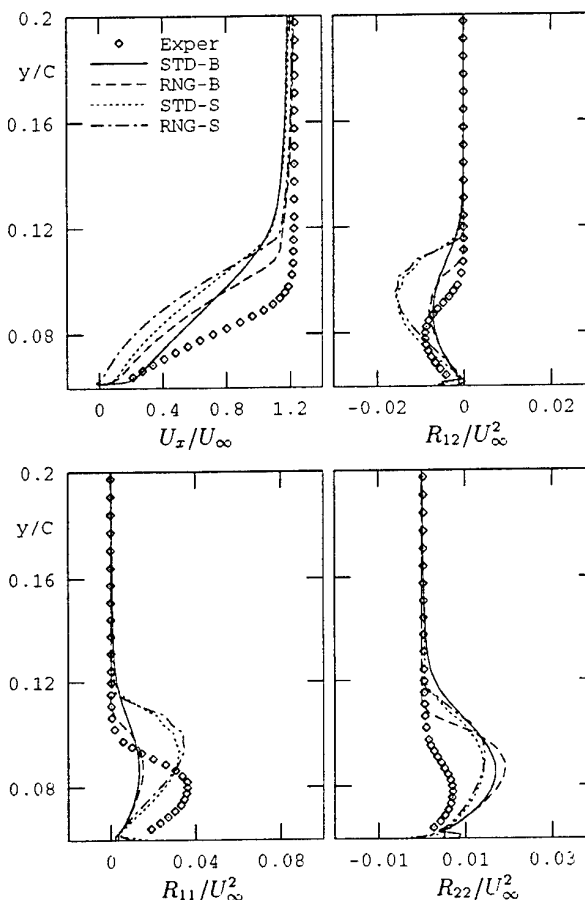 0.2
y/C
0.16
0.12
0.08
Exper
STD-B
RNG-B
STD-S
RNG-S
0 0.4 0.8 1.2
U_x/U_∞
-0.02 0 0.02
R_12/U_∞^2
0.2
y/C
0.16
0.12
0.08
0 0.04 0.08
R_11/U_∞^2
-0.01 0.01 0.03
R_22/U_∞^2